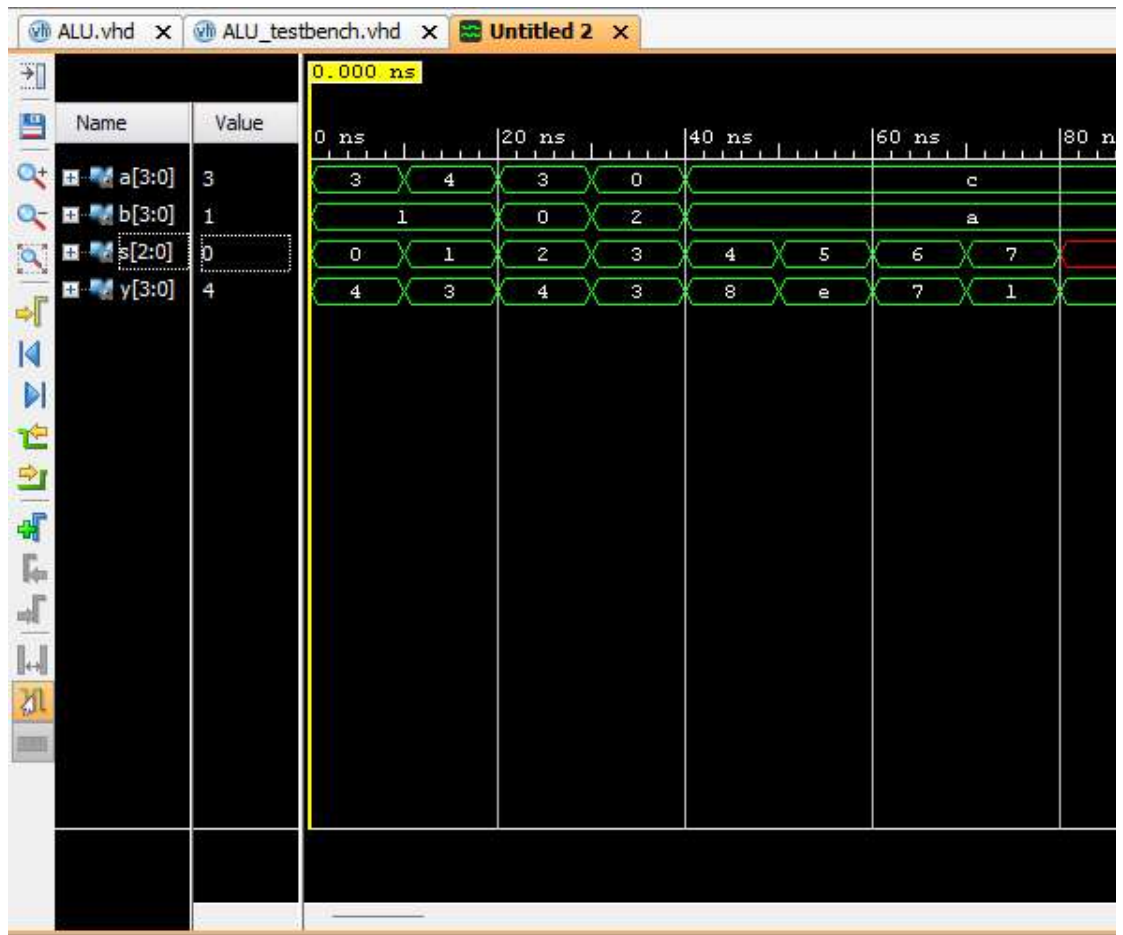 ALU.vhd ALU_testbench.vhd Untitled 2
0.000 ns
Name Value 0 ns 20 ns 40 ns 60 ns 80 n
a[3:0] 3 3 4 3 0 c
b[3:0] 1 1 0 2 a
s[2:0] 0 0 1 2 3 4 5 6 7
y[3:0] 4 4 3 4 3 8 e 7 1